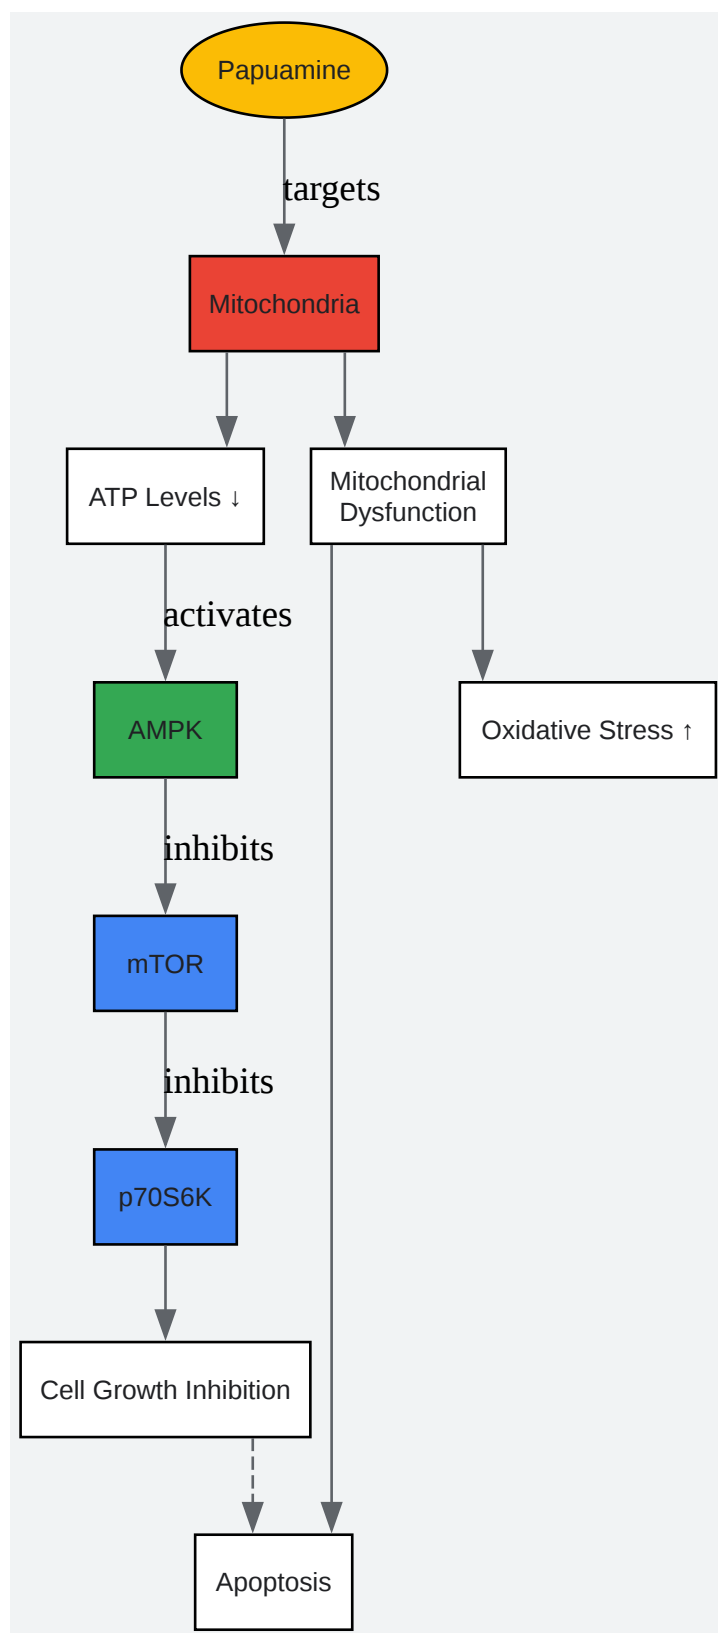 Papuamine
targets
Mitochondria
ATP Levels ↓
Mitochondrial
Dysfunction
activates
AMPK
Oxidative Stress ↑
inhibits
mTOR
inhibits
p70S6K
Cell Growth Inhibition
Apoptosis